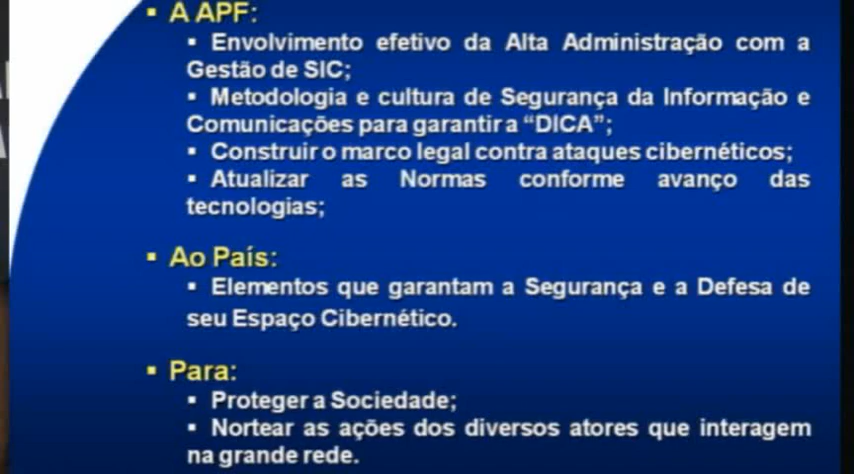 ▪ A APF:
▪ Envolvimento efetivo da Alta Administração com a
Gestão de SIC;
▪ Metodologia e cultura de Segurança da Informação e
Comunicações para garantir a “DICA”;
▪ Construir o marco legal contra ataques cibernéticos;
▪ Atualizar as Normas conforme avanço das
tecnologias;
▪ Ao País:
▪ Elementos que garantam a Segurança e a Defesa de
seu Espaço Cibernético.
▪ Para:
▪ Proteger a Sociedade;
▪ Nortear as ações dos diversos atores que interagem
na grande rede.